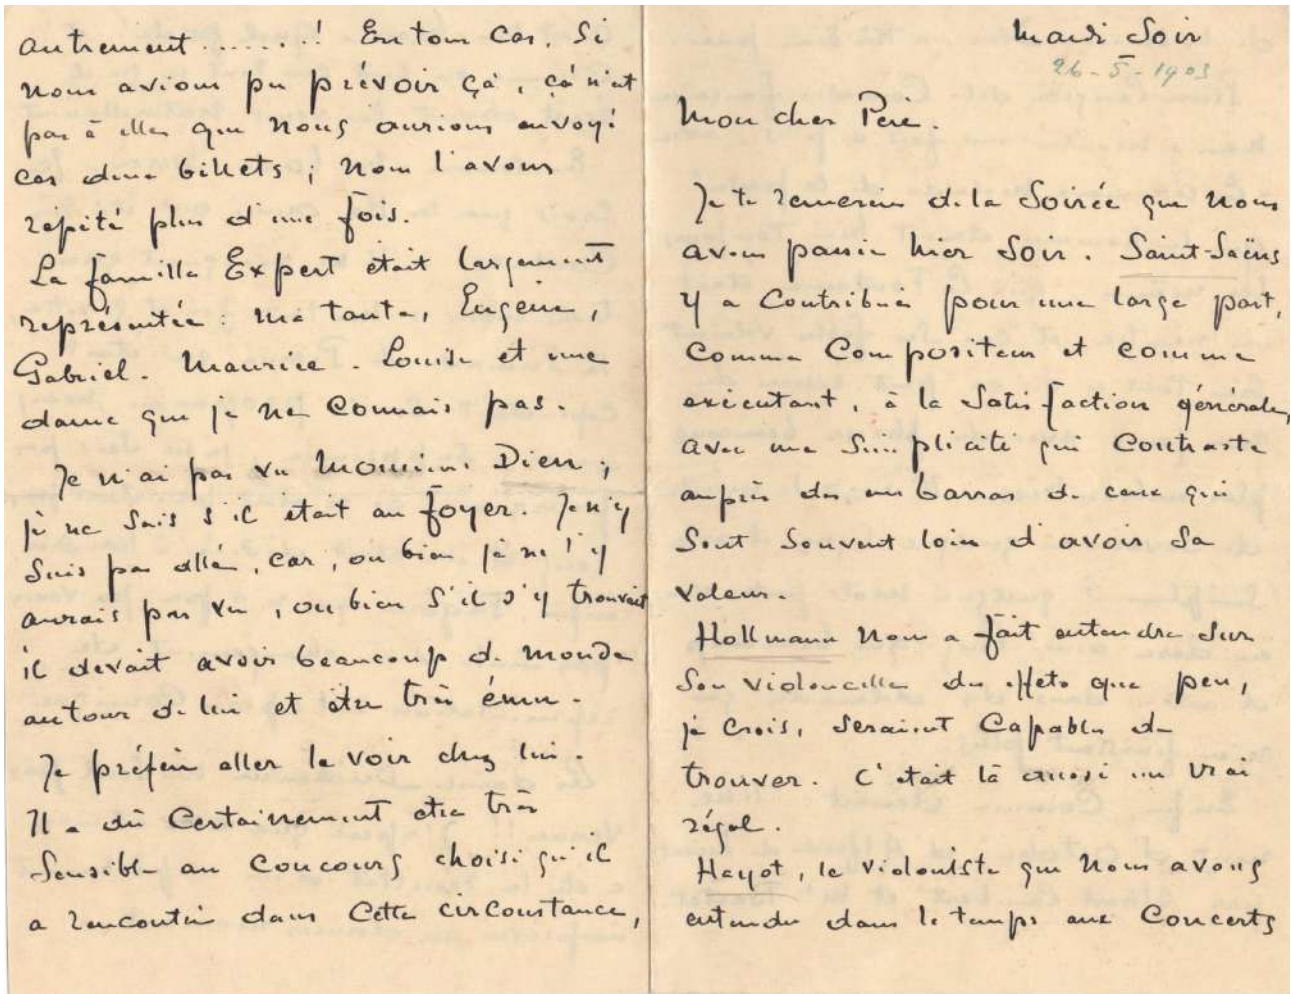 Mardi Soir
26-5-1903
Mon cher Père.
Je te remercie de la Soirée que nous
avons passée hier Soir. Saint-Saëns
y a Contribué pour une large part,
comme Compositeur et comme
exécutant, à la Satisfaction générale,
avec une Simplicité qui Contraste
auprès des embarras de ceux qui
Sont Souvent loin d'avoir Sa
valeur.
Hollmann nous a fait entendre Sur
Son violoncelle des effets que peu,
je crois, Seraient Capables de
trouver. C'était là aussi un vrai
régal.
Hayot, le violoniste que nous avons
entendu dans le temps aux Concerts
autrement .......! En tous cas, Si
nous avions pu prévoir çà, çà n'est
pas à elles que nous aurions envoyé
ces deux billets; nous l'avons
répété plus d'une fois.
La famille Expert était largement
représentée: ma tante, Eugénie,
Gabriel. Maurice. Louise et une
dame que je ne Connais pas.
Je n'ai pas vu Monsieur Dien;
je ne Sais s'il était au foyer. Je n'y
Suis pas allé, car, ou bien je ne l'y
aurais pas vu, ou bien s'il s'y trouvait
il devait avoir beaucoup de monde
autour de lui et être très ému.
Je préfère aller le voir chez lui.
Il a dû Certainement être très
Sensible au Concours choisi qu'il
a rencontré dans Cette circonstance,